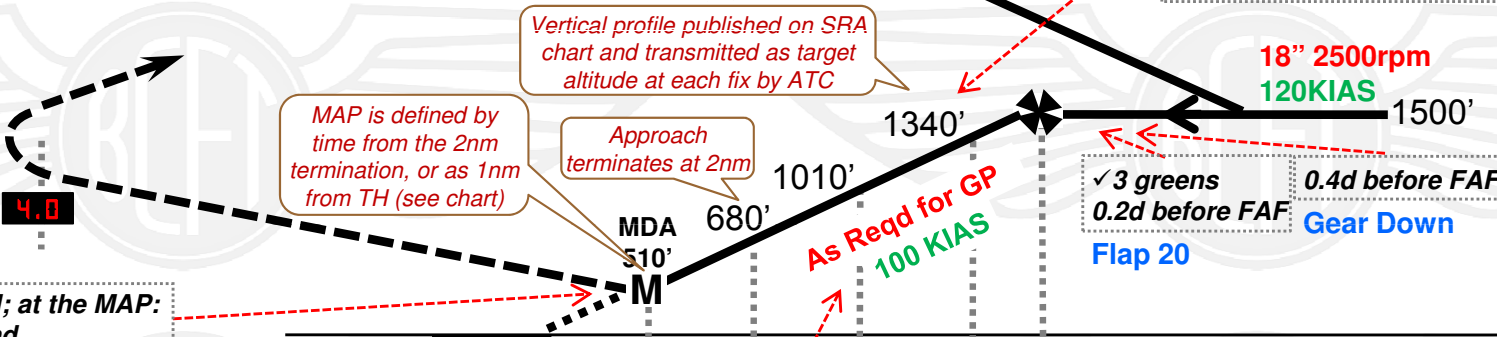 Vertical profile published on SRA
chart and transmitted as target
altitude at each fix by ATC
18” 2500rpm
120KIAS
1500’
MAP is defined by
time from the 2nm
termination, or as 1nm
from TH (see chart)
Approach
terminates at 2nm
1340’
1010’
680’
MDA
510’
M
As Reqd for GP
100 KIAS
✓3 greens
0.2d before FAF
Flap 20
0.4d before FAF
Gear Down
4.0
; at the MAP: